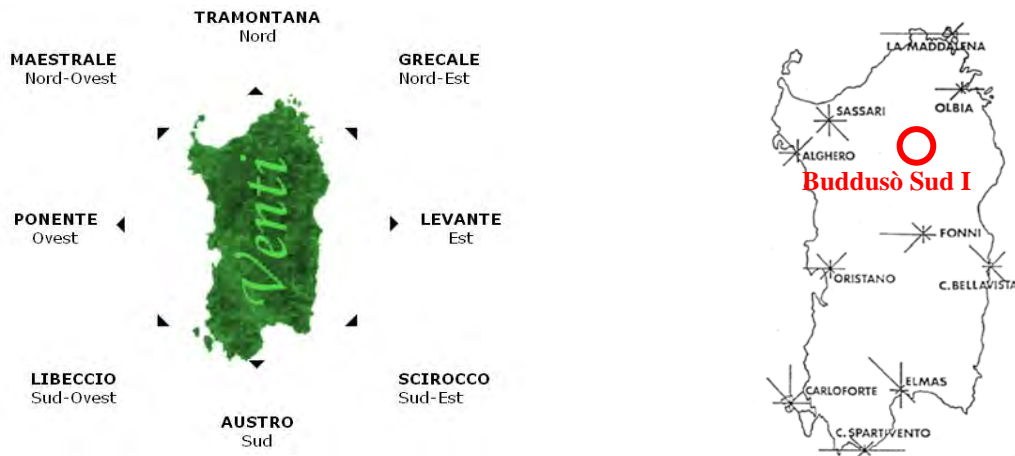 TRAMONTANA
Nord
MAESTRALE
Nord-Ovest
GRECALE
Nord-Est
PONENTE
Ovest
Venti
LEVANTE
Est
LIBECCIO
Sud-Ovest
SCIROCCO
Sud-Est
AUSTRO
Sud
LA MADDALENA
OLBIA
SASSARI
ALGHERO
Buddusò Sud I
FONNI
ORISTANO
C.BELLAVISTA
CARLOFORTE
ELMAS
C. SPARTIVENTO